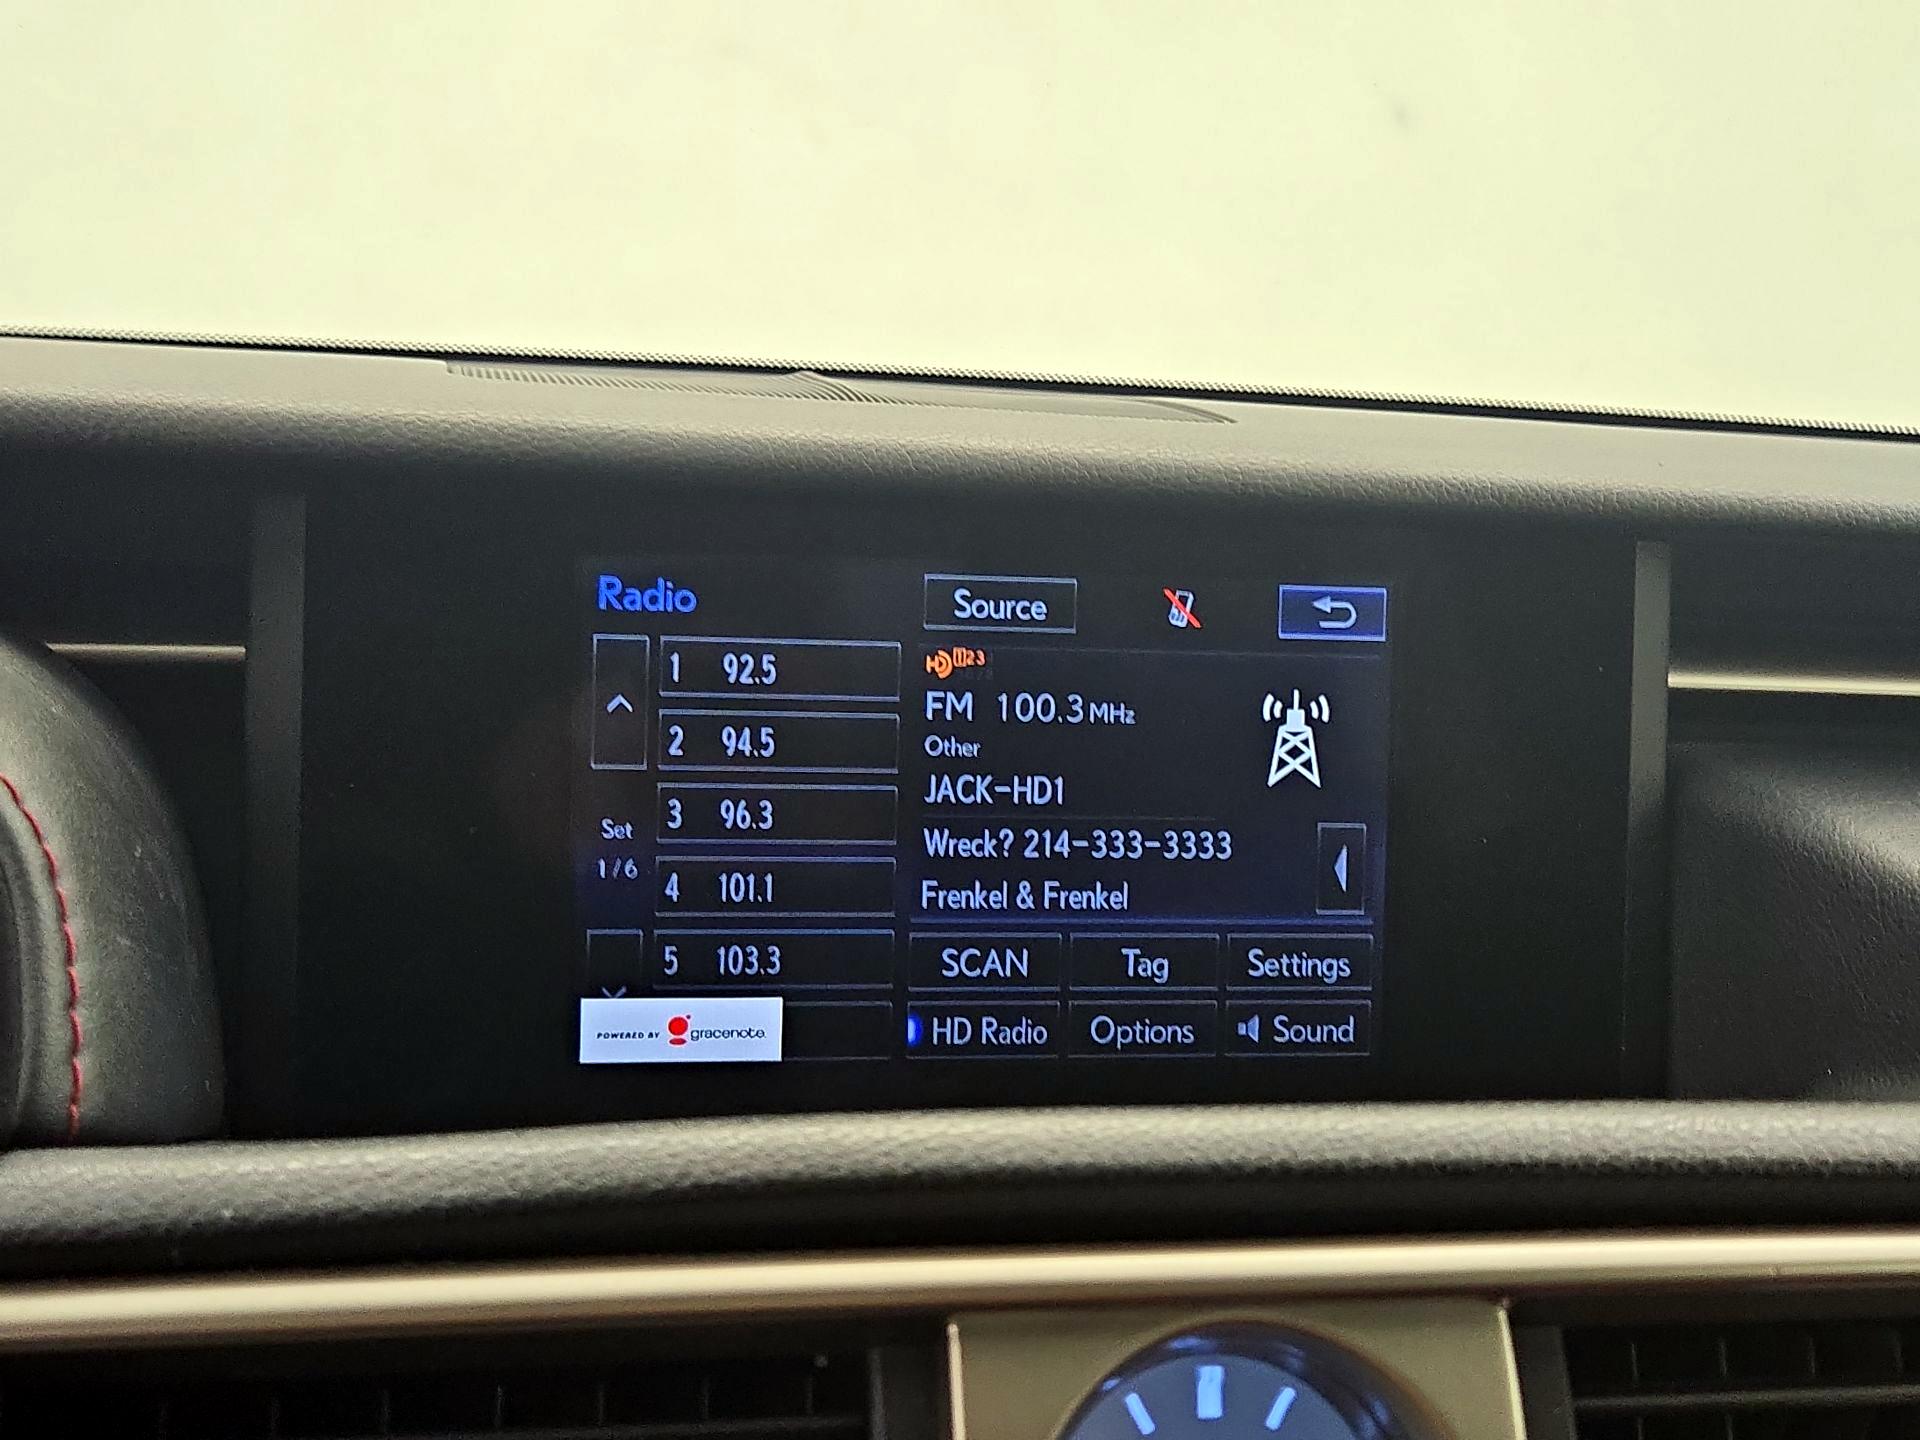 Radio
Source
1 92.5
2 94.5
3 96.3
4 101.1
5 103.3
Set
1/6
HD 123
FM 100.3 MHz
Other
JACK-HD1
Wreck? 214-333-3333
Frenkel & Frenkel
SCAN
Tag
Settings
HD Radio
Options
Sound
POWERED BY gracenote.